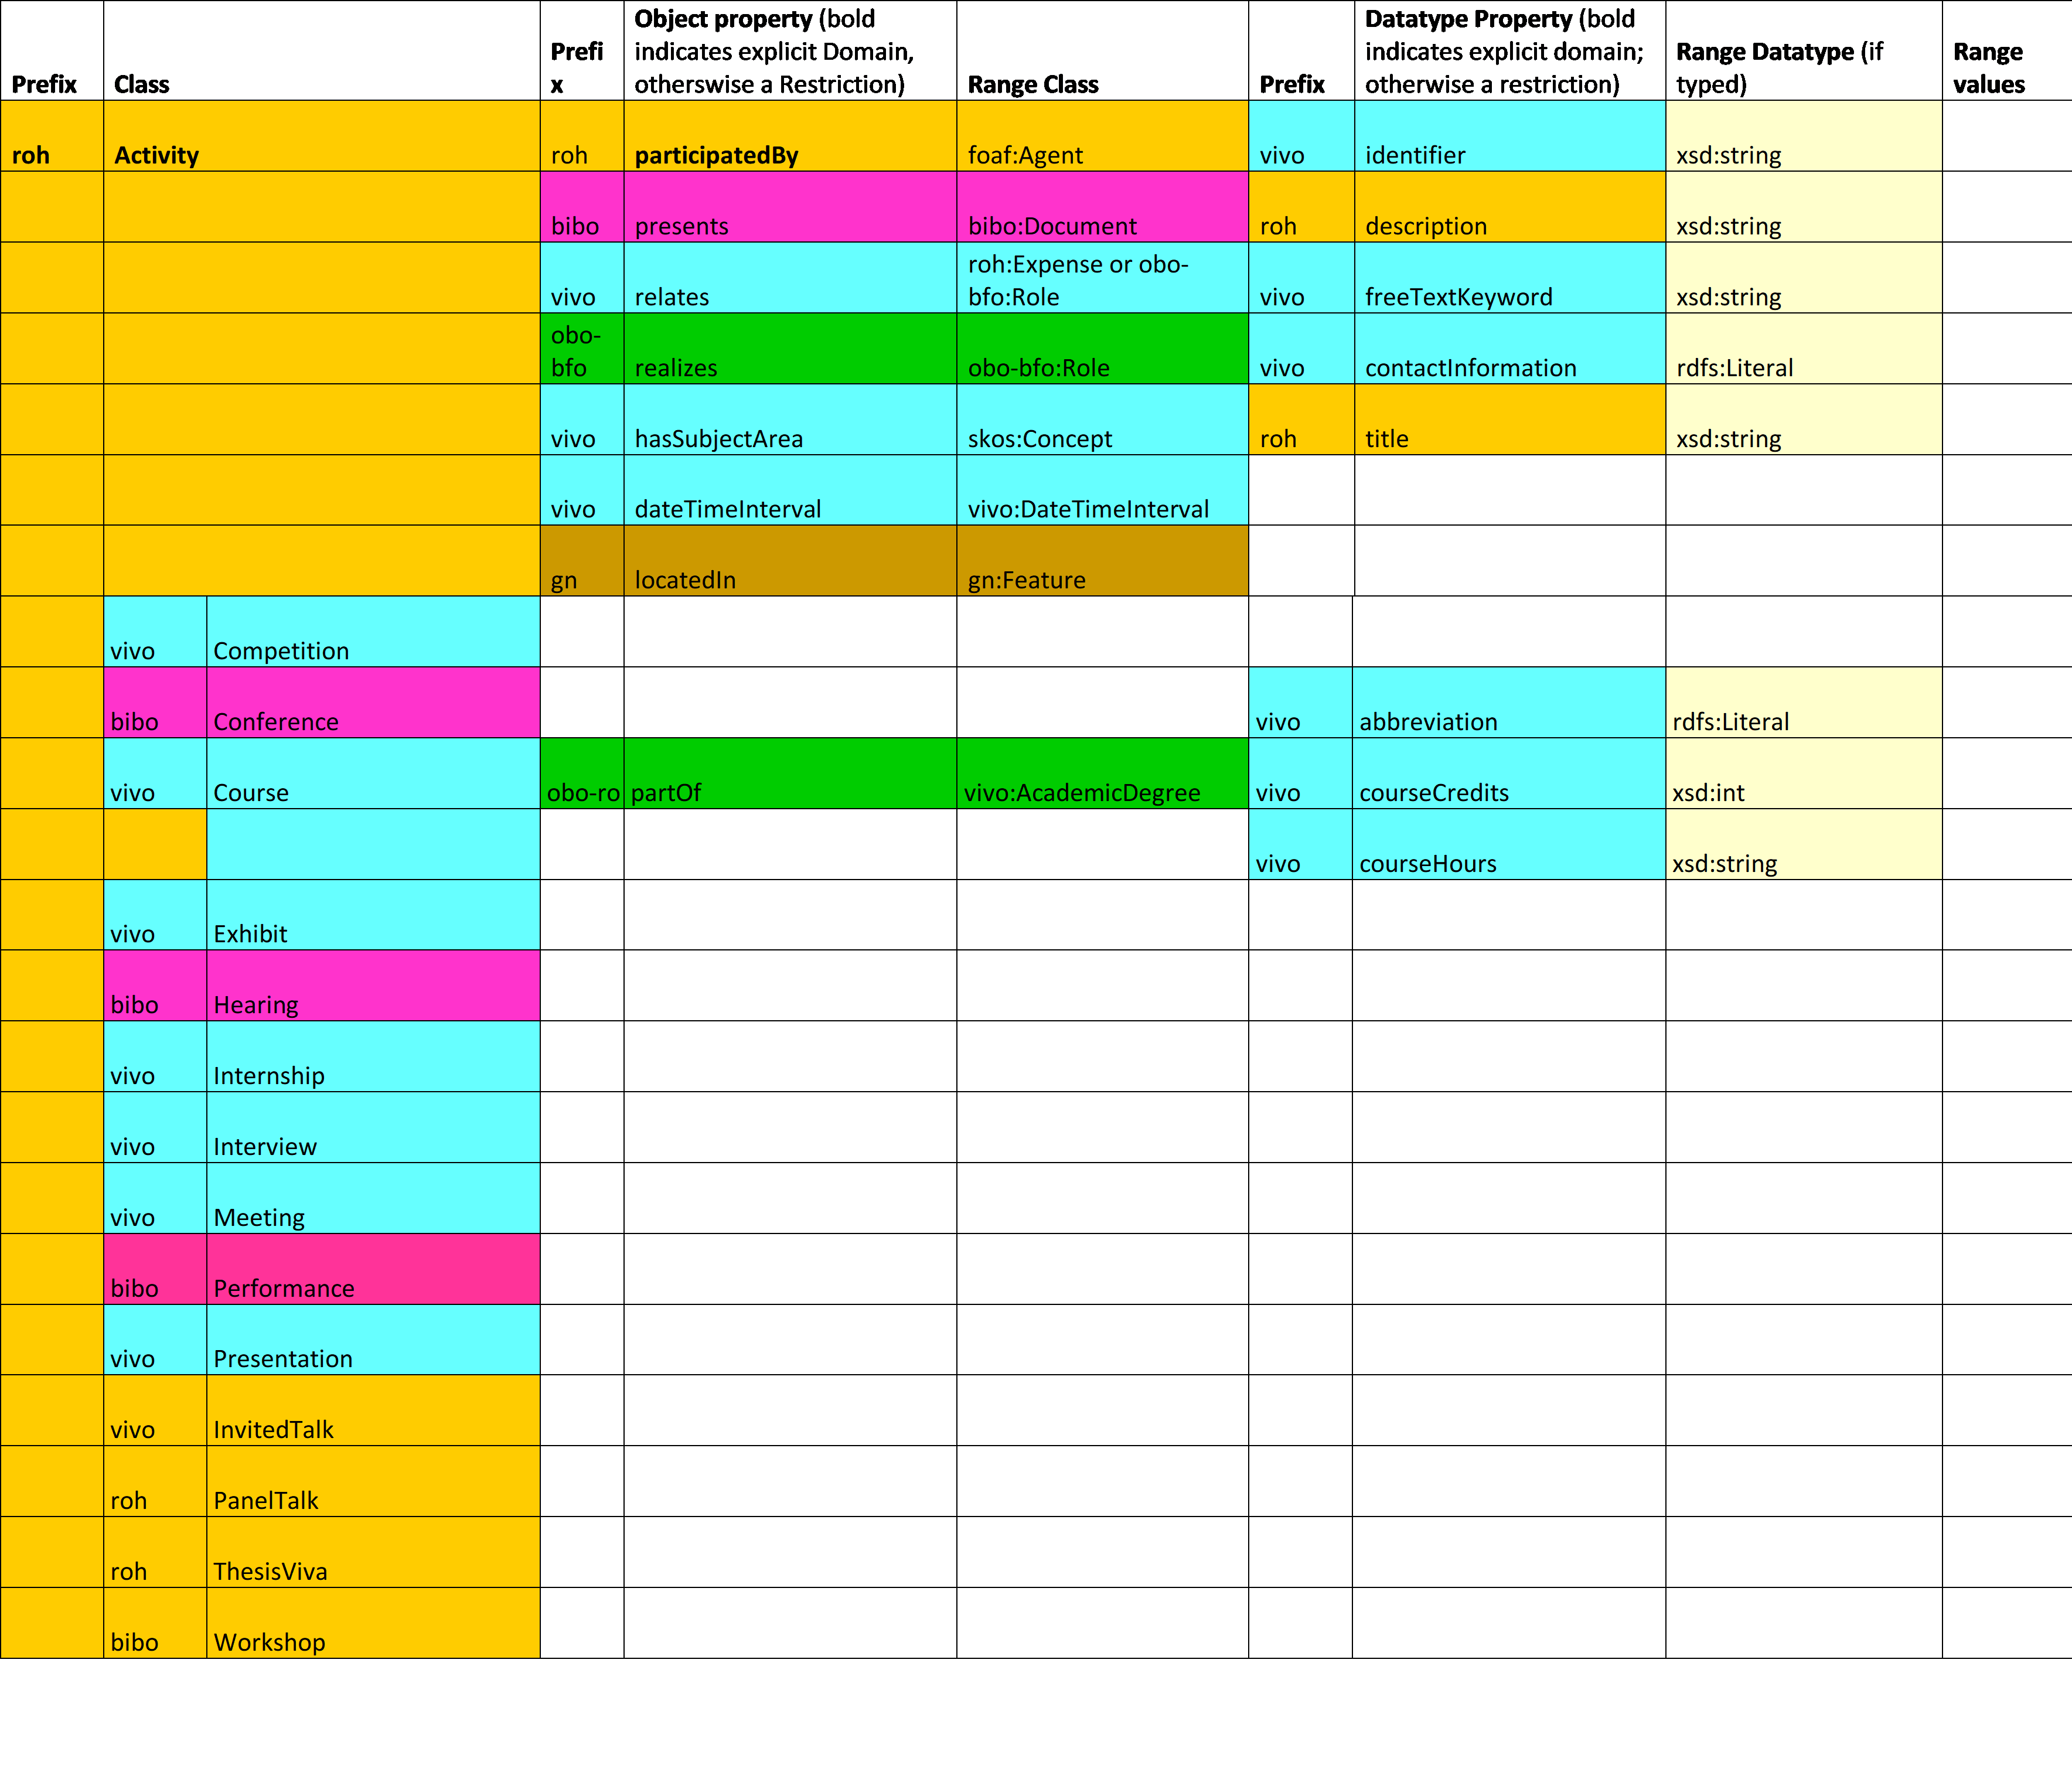 Prefix Class Prefi
x Object property (bold
indicates explicit Domain,
otherswise a Restriction) Range Class Prefix Datatype Property (bold
indicates explicit domain;
otherwise a restriction) Range Datatype (if
typed) Range
values
roh Activity roh participatedBy foaf:Agent vivo identifier xsd:string
bibo presents bibo:Document roh description xsd:string
vivo relates roh:Expense or obo-
bfo:Role vivo freeTextKeyword xsd:string
obo-
bfo realizes obo-bfo:Role vivo contactInformation rdfs:Literal
vivo hasSubjectArea skos:Concept roh title xsd:string
vivo dateTimeInterval vivo:DateTimeInterval
gn locatedIn gn:Feature
vivo Competition
bibo Conference vivo abbreviation rdfs:Literal
vivo Course obo-ro partOf vivo:AcademicDegree vivo courseCredits xsd:int
vivo courseHours xsd:string
vivo Exhibit
bibo Hearing
vivo Internship
vivo Interview
vivo Meeting
bibo Performance
vivo Presentation
vivo InvitedTalk
roh PanelTalk
roh ThesisViva
bibo Workshop